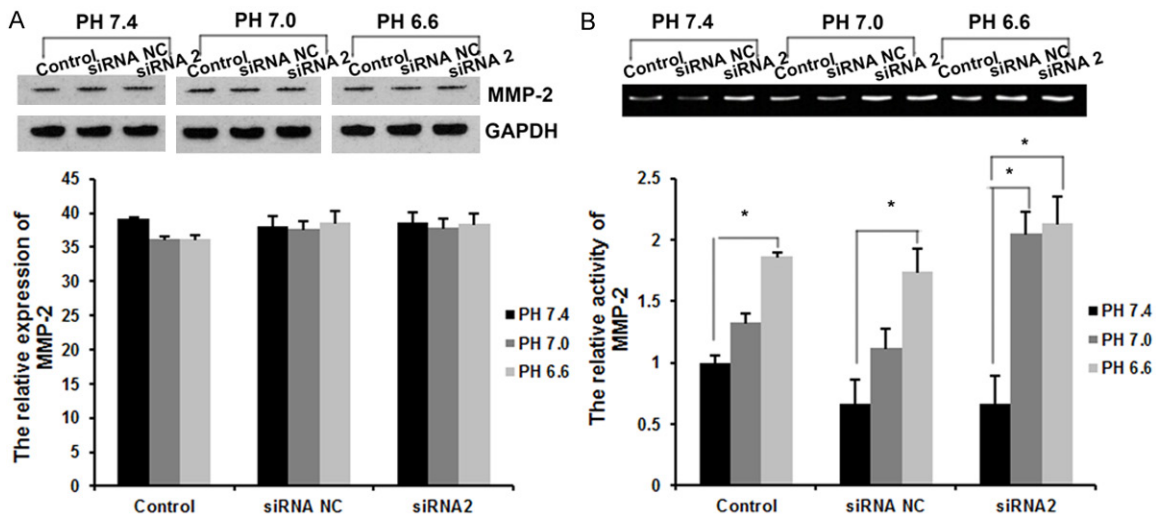 A
PH 7.4 PH 7.0 PH 6.6
Control siRNA NC siRNA 2 Control siRNA NC siRNA 2 Control siRNA NC siRNA 2
MMP-2
GAPDH
The relative expression of
MMP-2
45
40
35
30
25
20
15
10
5
0
Control siRNA NC siRNA2
PH 7.4
PH 7.0
PH 6.6
B
PH 7.4 PH 7.0 PH 6.6
Control siRNA NC siRNA 2 Control siRNA NC siRNA 2 Control siRNA NC siRNA 2
The relative activity of
MMP-2
2.5
2
1.5
1
0.5
0
* * * *
Control siRNA NC siRNA2
PH 7.4
PH 7.0
PH 6.6